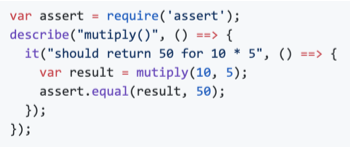 var assert = require('assert');
describe("mutiply()", () ==> {
  it("should return 50 for 10 * 5", () ==> {
    var result = mutiply(10, 5);
    assert.equal(result, 50);
  });
});